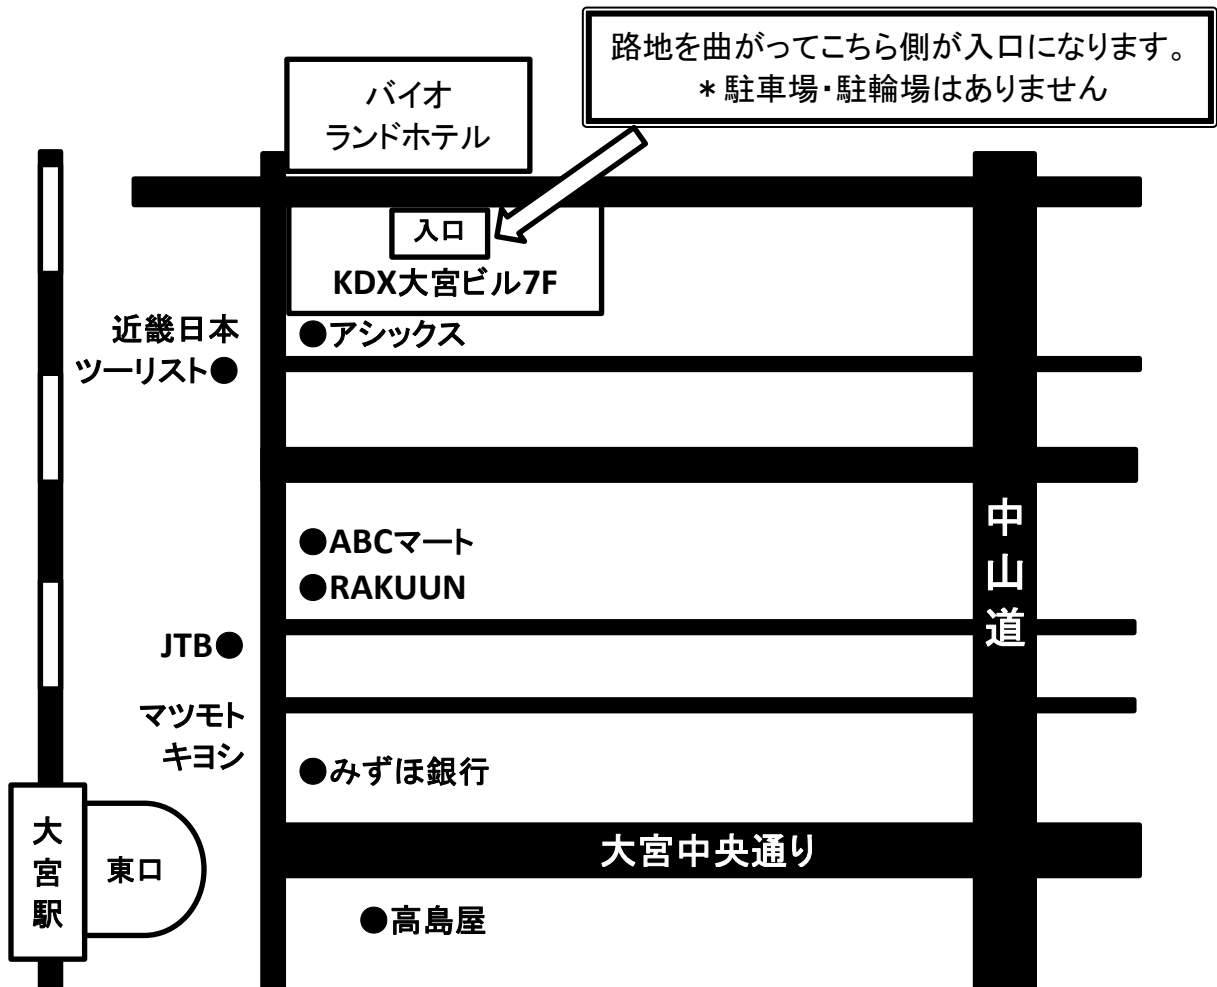 路地を曲がってこちら側が入口になります。
＊駐車場・駐輪場はありません
バイオ
ランドホテル
入口
KDX大宮ビル7F
近畿日本
ツーリスト●
●アシックス
●ABCマート
●RAKUUN
中山道
JTB●
マツモト
キヨシ
●みずほ銀行
大宮中央通り
大宮駅
東口
●高島屋